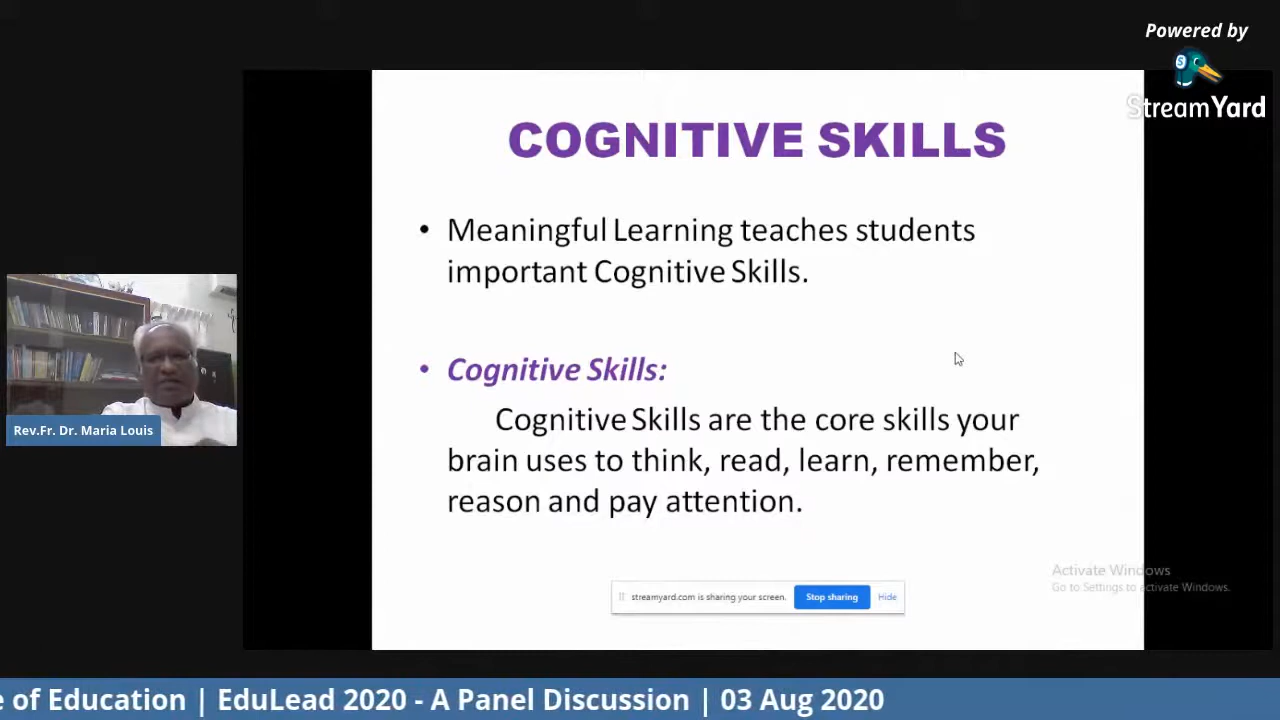 Powered by
StreamYard
COGNITIVE SKILLS
• Meaningful Learning teaches students
important Cognitive Skills.
• Cognitive Skills:
Cognitive Skills are the core skills your
brain uses to think, read, learn, remember,
reason and pay attention.
Rev.Fr. Dr. Maria Louis
Activate Windows
Go to Settings to activate Windows.
streamyard.com is sharing your screen. Stop sharing Hide
e of Education | EduLead 2020 - A Panel Discussion | 03 Aug 2020